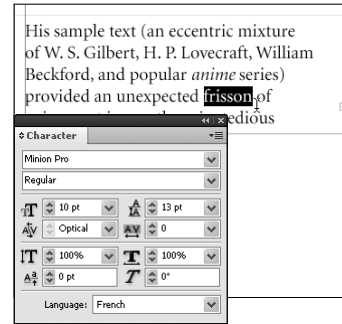 His sample text (an eccentric mixture
of W. S. Gilbert, H. P. Lovecraft, William
Beckford, and popular anime series)
provided an unexpected frisson of
Character
Minion Pro
Regular
10 pt 13 pt
Optical 0
100% 100%
0 pt 0°
Language: French